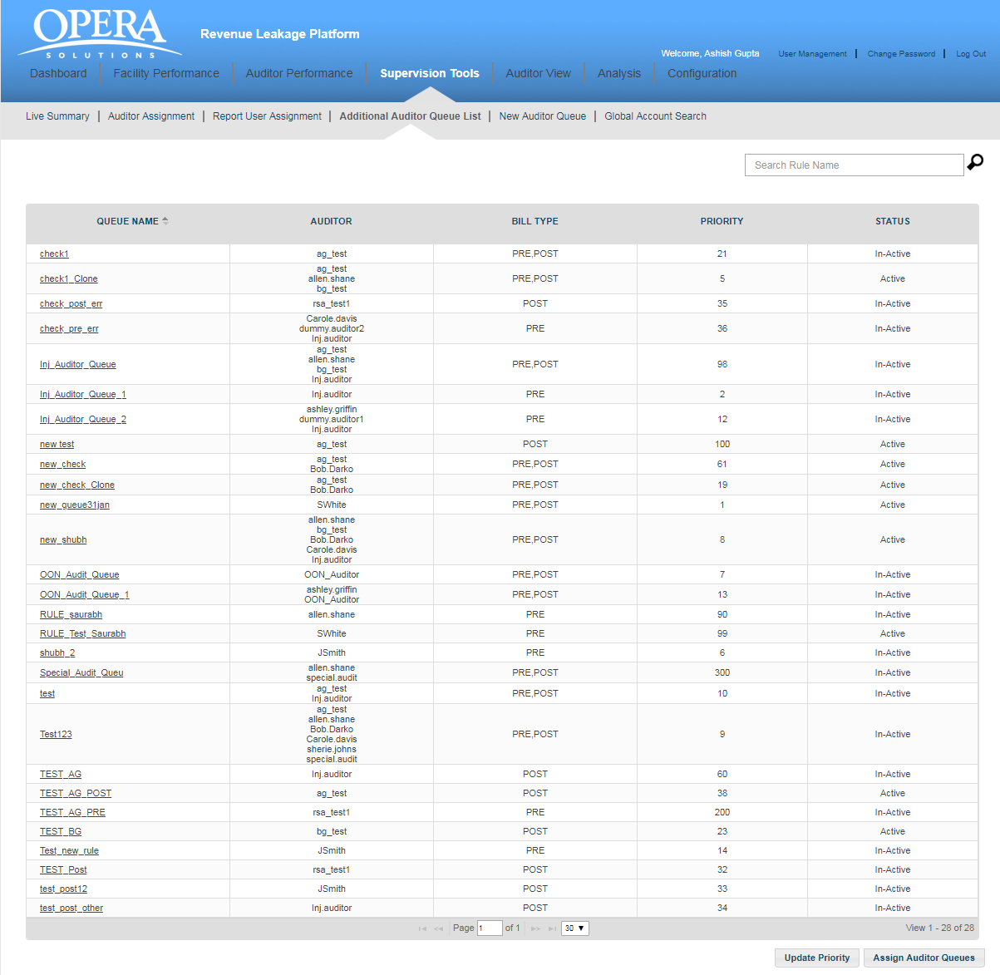 OPERA
SOLUTIONS
Revenue Leakage Platform
Welcome, Ashish Gupta User Management | Change Password | Log Out
Dashboard Facility Performance Auditor Performance Supervision Tools Auditor View Analysis Configuration
Live Summary | Auditor Assignment | Report User Assignment | Additional Auditor Queue List | New Auditor Queue | Global Account Search
Search Rule Name
QUEUE NAME AUDITOR BILL TYPE PRIORITY STATUS
check1 ag_test PRE,POST 21 In-Active
ag_test
check1_Clone allen.shane PRE,POST 5 Active
bg_test
check_post_err rsa_test1 POST 35 In-Active
Carole.davis
check_pre_err dummy.auditor2 PRE 36 In-Active
Inj.auditor
ag_test
allen.shane
Inj_Auditor_Queue PRE,POST 98 In-Active
bg_test
Inj.auditor
Inj_Auditor_Queue_1 Inj.auditor PRE 2 In-Active
ashley.griffin
Inj_Auditor_Queue_2 dummy.auditor1 PRE 12 In-Active
Inj.auditor
new test ag_test POST 100 Active
ag_test
new_check PRE,POST 61 Active
Bob.Darko
ag_test
new_check_Clone PRE,POST 19 Active
Bob.Darko
new_queue31jan SWhite PRE,POST 1 Active
allen.shane
bg_test
new_shubh Bob.Darko PRE,POST 8 Active
Carole.davis
Inj.auditor
OON_Audit_Queue OON_Auditor PRE,POST 7 In-Active
ashley.griffin
OON_Audit_Queue_1 PRE,POST 13 In-Active
OON_Auditor
RULE_saurabh allen.shane PRE 90 In-Active
RULE_Test_Saurabh SWhite PRE 99 Active
shubh_2 JSmith PRE 6 In-Active
allen.shane
Special_Audit_Queu PRE,POST 300 In-Active
special.audit
ag_test
test PRE,POST 10 In-Active
Inj.auditor
ag_test
allen.shane
Bob.Darko
Test123 PRE,POST 9 In-Active
Carole.davis
sherie.johns
special.audit
TEST_AG Inj.auditor POST 60 In-Active
TEST_AG_POST ag_test POST 38 Active
TEST_AG_PRE rsa_test1 PRE 200 In-Active
TEST_BG bg_test POST 23 Active
Test_new_rule JSmith PRE 14 In-Active
TEST_Post rsa_test1 POST 32 In-Active
test_post12 JSmith POST 33 In-Active
test_post_other Inj.auditor POST 34 In-Active
Page 1 of 1 30 View 1 - 28 of 28
Update Priority Assign Auditor Queues